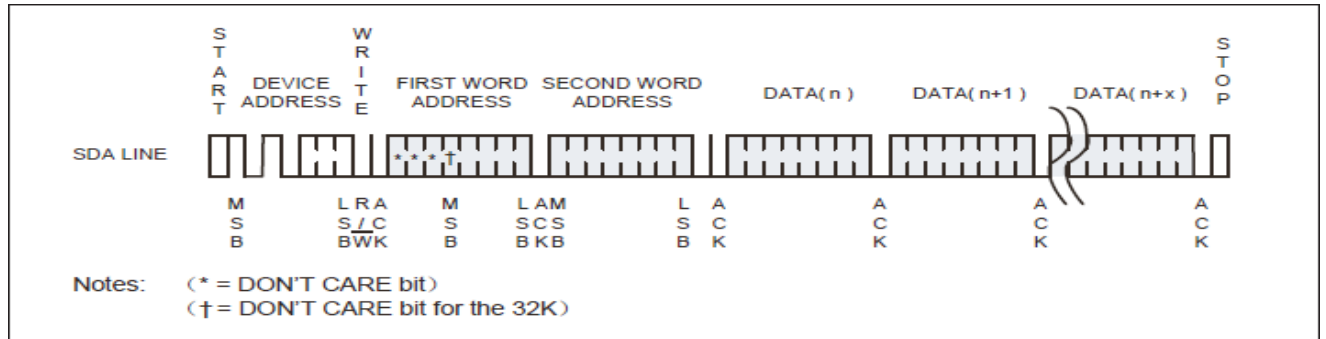 START
WRITE
STOP
DEVICE ADDRESS
FIRST WORD ADDRESS
SECOND WORD ADDRESS
DATA( n )
DATA( n+1 )
DATA( n+x )
SDA LINE
* * * †
MSB
LSB
R/W
ACK
MSB
LSB
ACK
MSB
LSB
ACK
ACK
ACK
ACK
Notes: (* = DON'T CARE bit)
(† = DON'T CARE bit for the 32K)